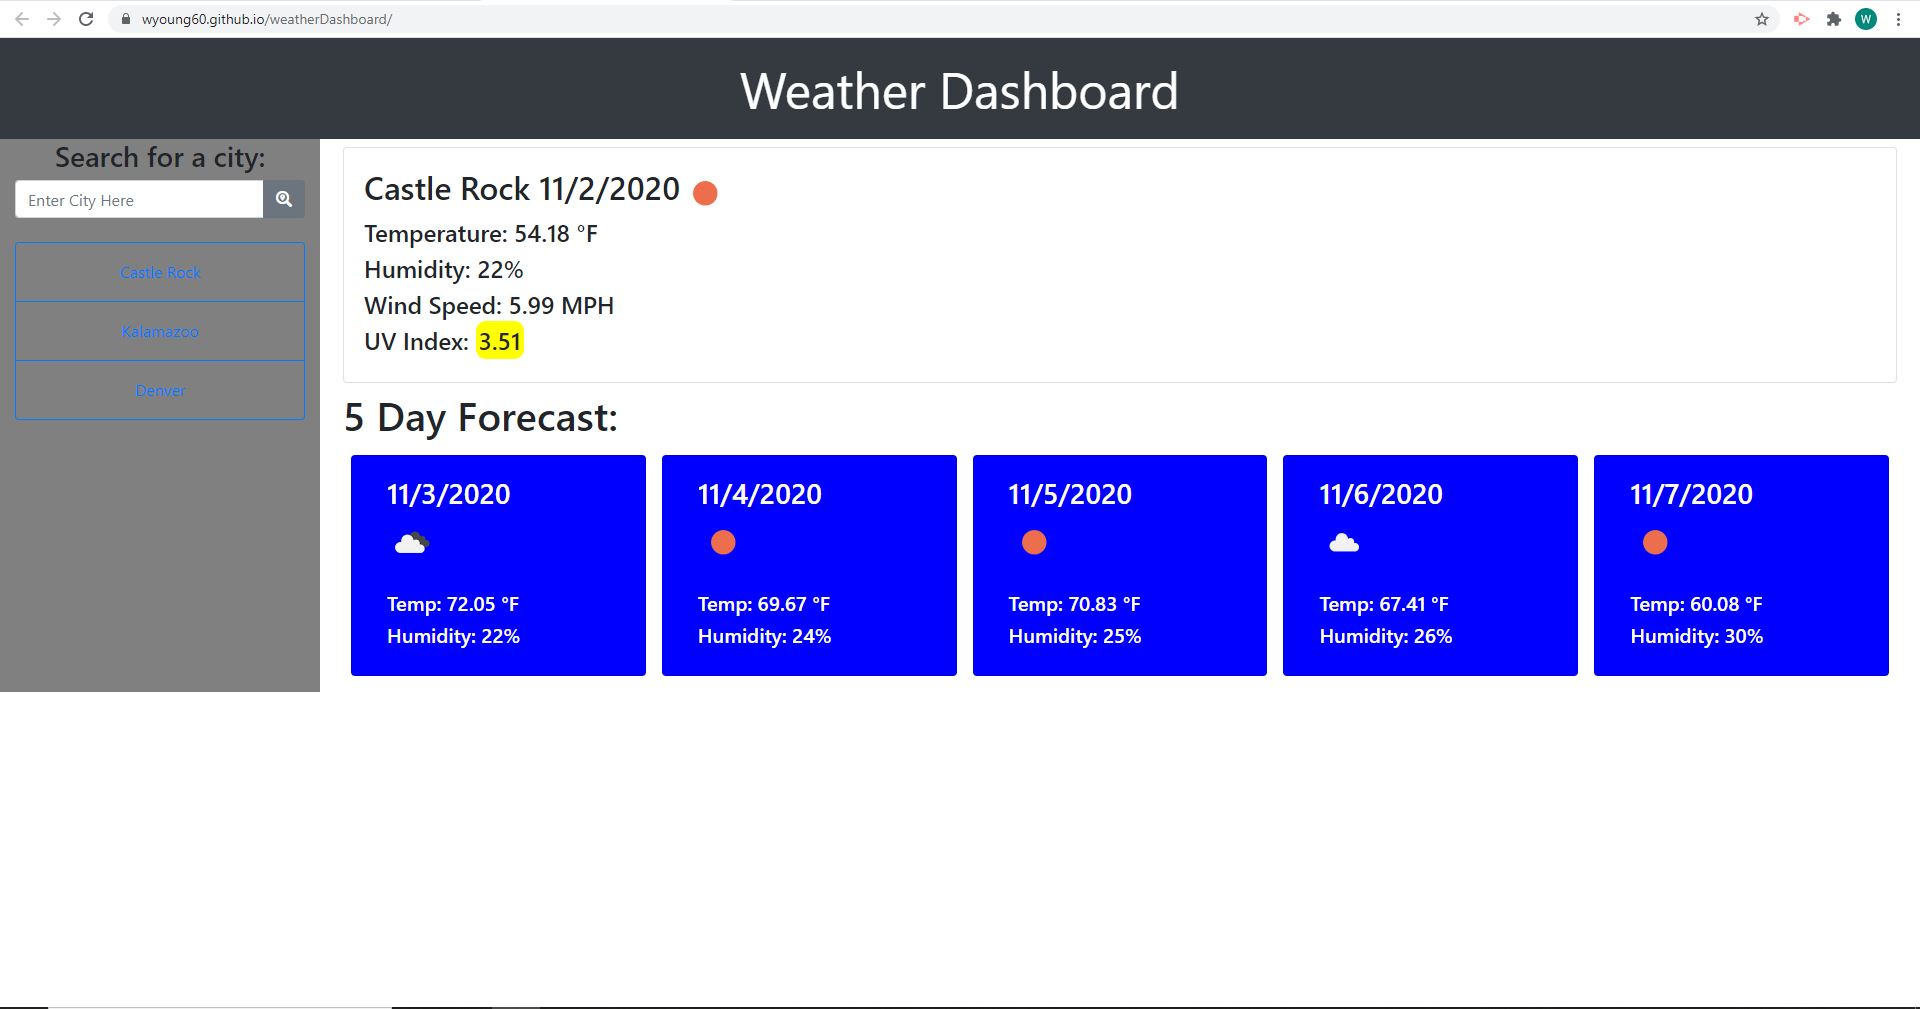 wyoung60.github.io/weatherDashboard/
W
Weather Dashboard
Search for a city:
Enter City Here
Castle Rock
Kalamazoo
Denver
Castle Rock 11/2/2020
Temperature: 54.18 °F
Humidity: 22%
Wind Speed: 5.99 MPH
UV Index: 3.51
5 Day Forecast:
11/3/2020
Temp: 72.05 °F
Humidity: 22%
11/4/2020
Temp: 69.67 °F
Humidity: 24%
11/5/2020
Temp: 70.83 °F
Humidity: 25%
11/6/2020
Temp: 67.41 °F
Humidity: 26%
11/7/2020
Temp: 60.08 °F
Humidity: 30%